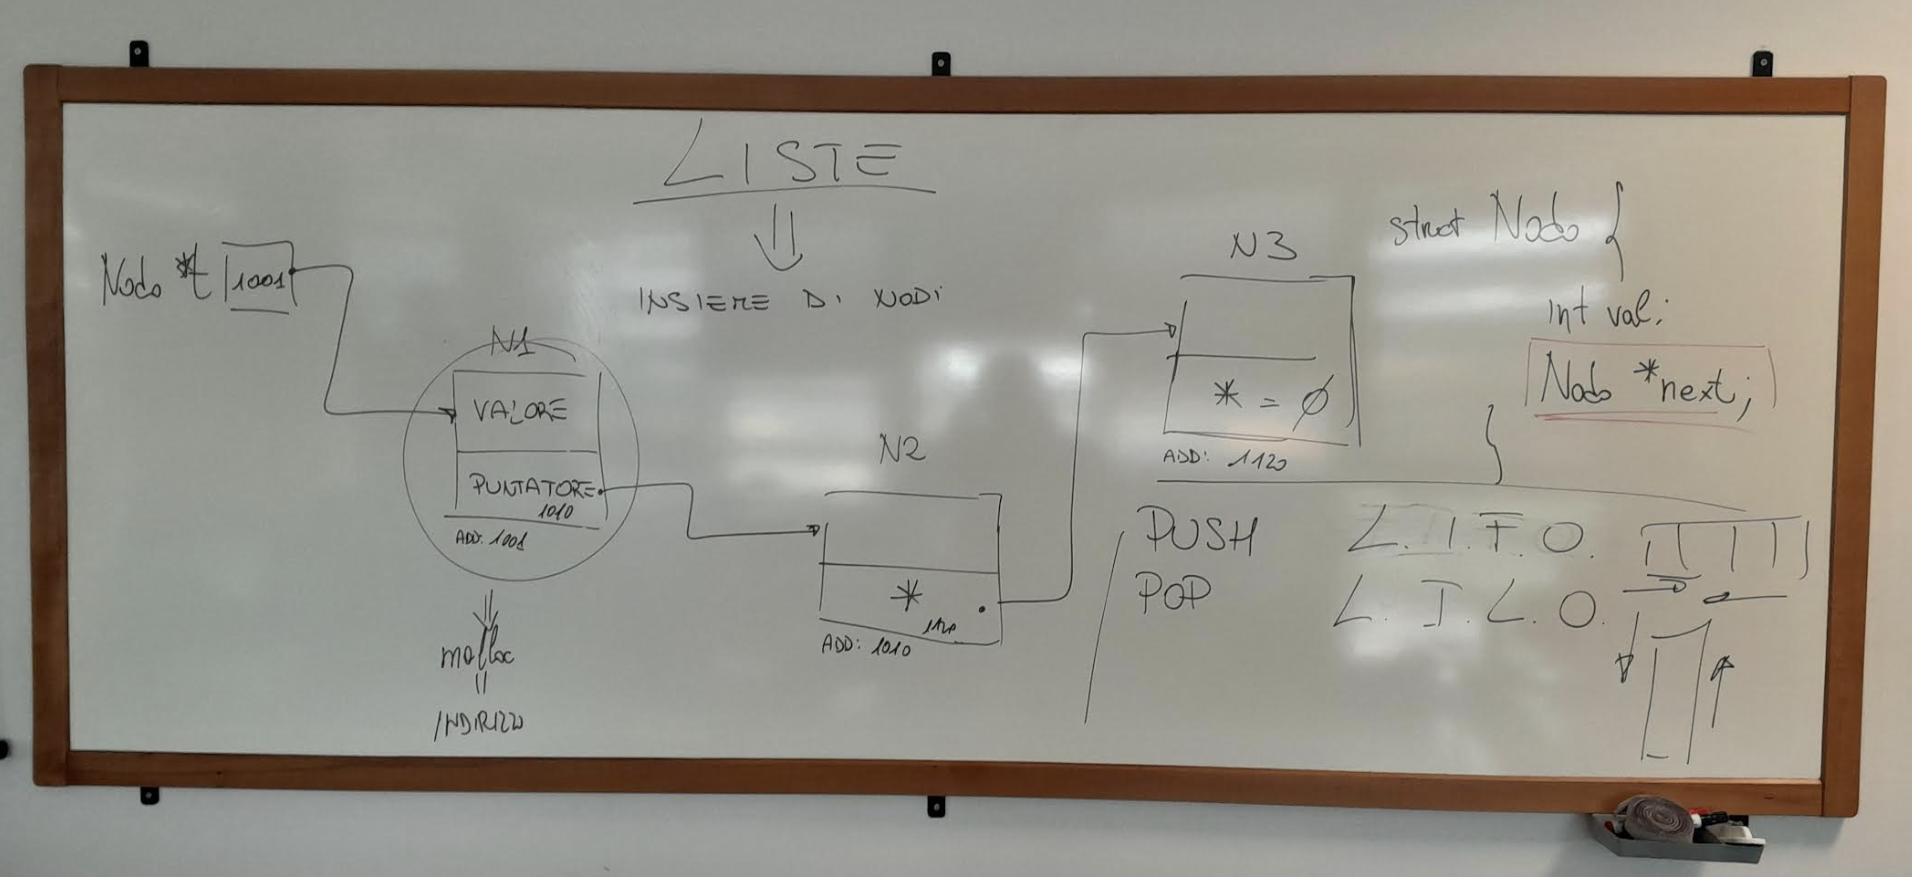 LISTE
INSIEME DI NODI
Nodo *t 1001
N1
VALORE
PUNTATORE
1010
ADD: 1001
malloc
INDIRIZZO
N2
*
1120
ADD: 1010
N3
* = ∅
ADD: 1120
struct Nodo {
int val;
Nodo *next;
}
PUSH
POP
L.I.F.O.
L.I.L.O.